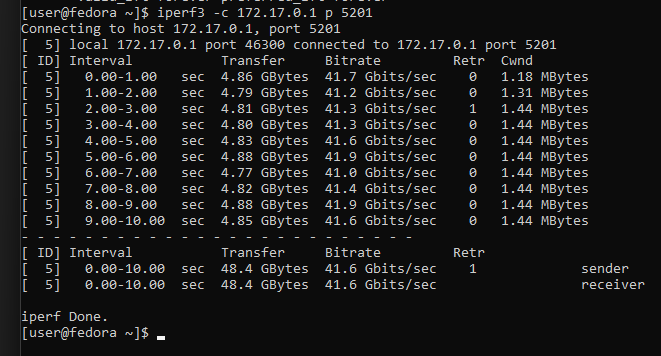 [user@fedora ~]$ iperf3 -c 172.17.0.1 p 5201
Connecting to host 172.17.0.1, port 5201
[  5] local 172.17.0.1 port 46300 connected to 172.17.0.1 port 5201
[ ID] Interval           Transfer     Bitrate         Retr  Cwnd
[  5]   0.00-1.00   sec  4.86 GBytes  41.7 Gbits/sec    0   1.18 MBytes
[  5]   1.00-2.00   sec  4.79 GBytes  41.2 Gbits/sec    0   1.31 MBytes
[  5]   2.00-3.00   sec  4.81 GBytes  41.3 Gbits/sec    1   1.44 MBytes
[  5]   3.00-4.00   sec  4.80 GBytes  41.3 Gbits/sec    0   1.44 MBytes
[  5]   4.00-5.00   sec  4.83 GBytes  41.6 Gbits/sec    0   1.44 MBytes
[  5]   5.00-6.00   sec  4.88 GBytes  41.9 Gbits/sec    0   1.44 MBytes
[  5]   6.00-7.00   sec  4.77 GBytes  41.0 Gbits/sec    0   1.44 MBytes
[  5]   7.00-8.00   sec  4.82 GBytes  41.4 Gbits/sec    0   1.44 MBytes
[  5]   8.00-9.00   sec  4.88 GBytes  41.9 Gbits/sec    0   1.44 MBytes
[  5]   9.00-10.00  sec  4.85 GBytes  41.6 Gbits/sec    0   1.44 MBytes
- - - - - - - - - - - - - - - - - - - - - - - - -
[ ID] Interval           Transfer     Bitrate         Retr
[  5]   0.00-10.00  sec  48.4 GBytes  41.6 Gbits/sec    1             sender
[  5]   0.00-10.00  sec  48.4 GBytes  41.6 Gbits/sec                  receiver
iperf Done.
[user@fedora ~]$